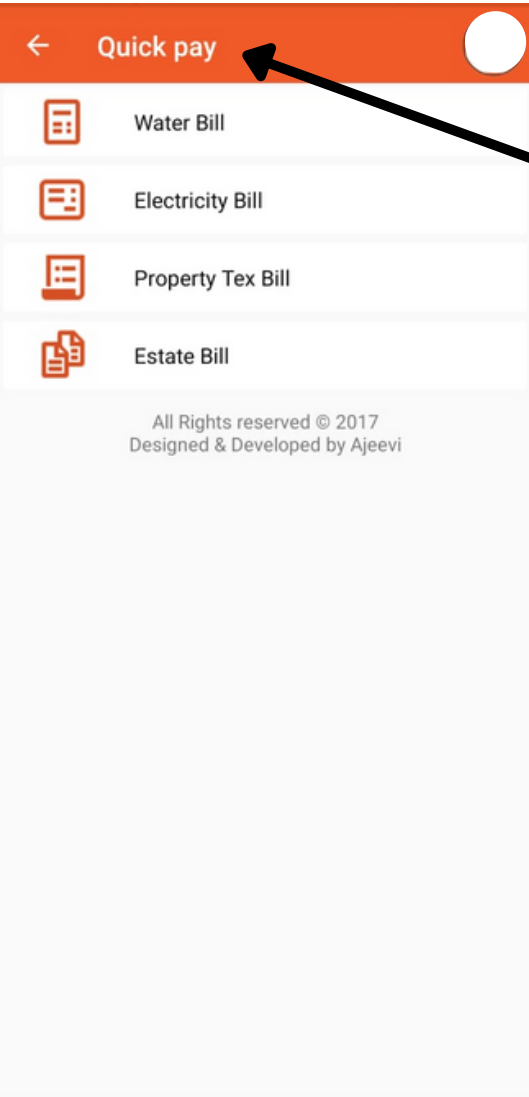 Quick pay
Water Bill
Electricity Bill
Property Tex Bill
Estate Bill
All Rights reserved © 2017
Designed & Developed by Ajeevi